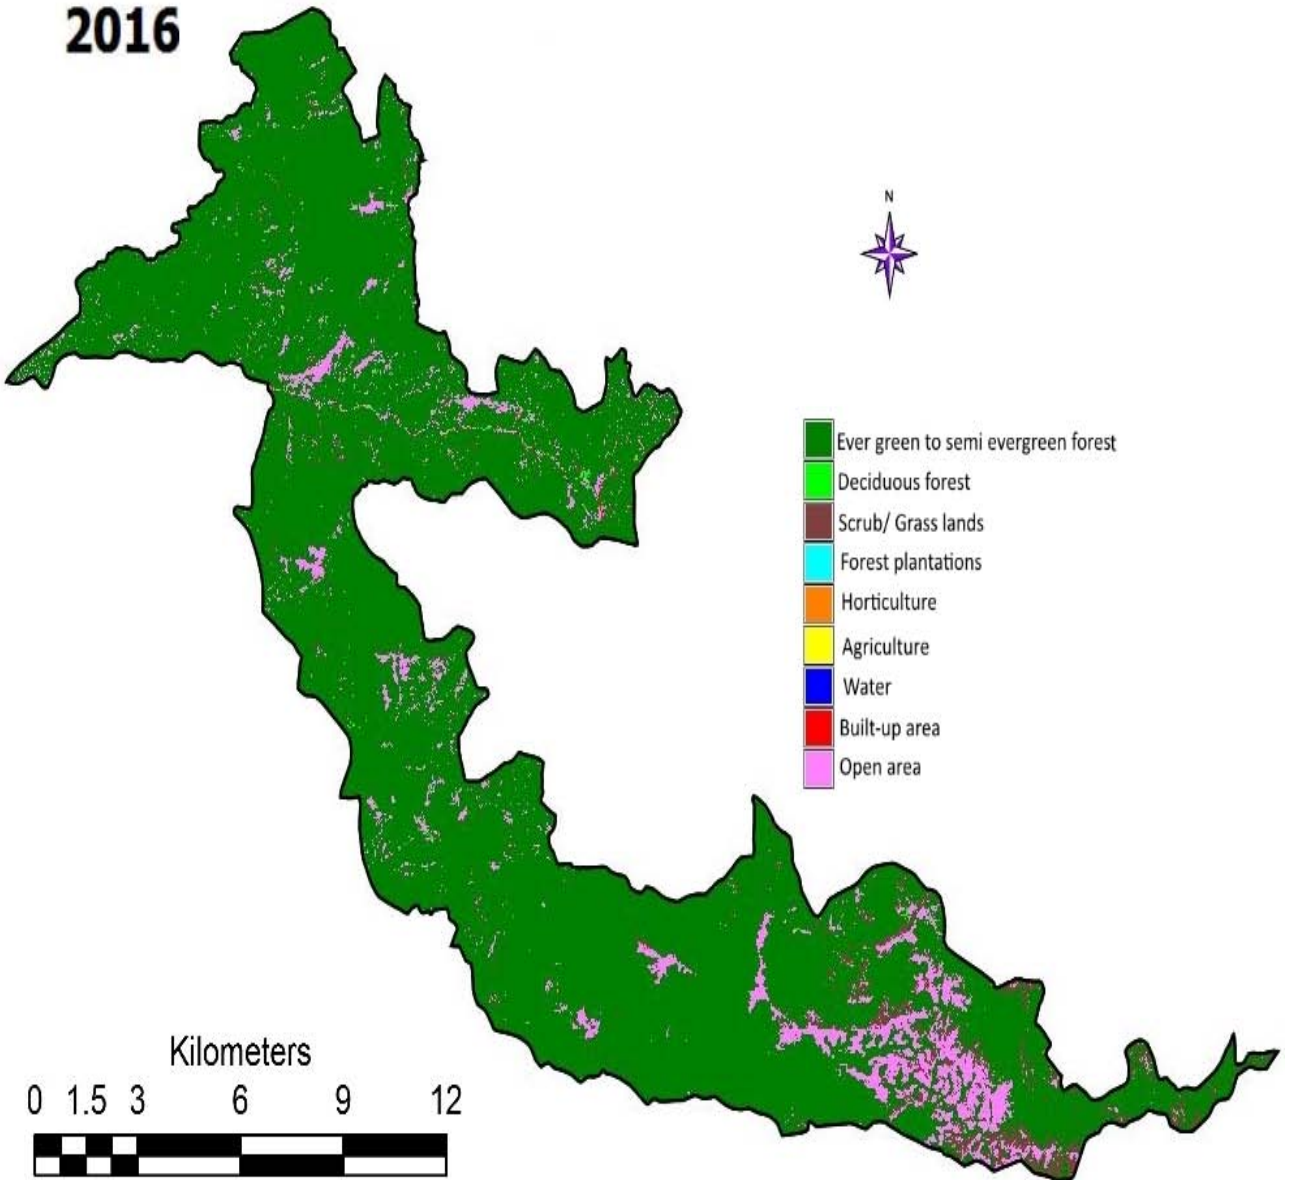 2016
N
Ever green to semi evergreen forest
Deciduous forest
Scrub/ Grass lands
Forest plantations
Horticulture
Agriculture
Water
Built-up area
Open area
Kilometers
0 1.5 3 6 9 12